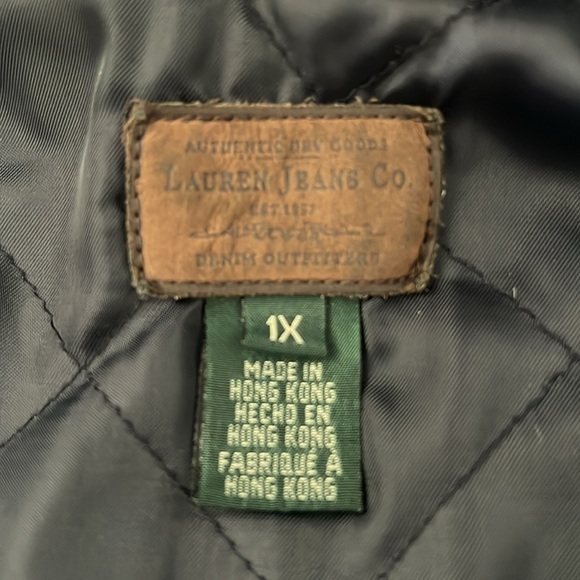 AUTHENTIC DRY GOODS
LAUREN JEANS CO.
EST 1967
DENIM OUTFITTERS
1X
MADE IN
HONG KONG
HECHO EN
HONG KONG
FABRIQUÉ À
HONG KONG